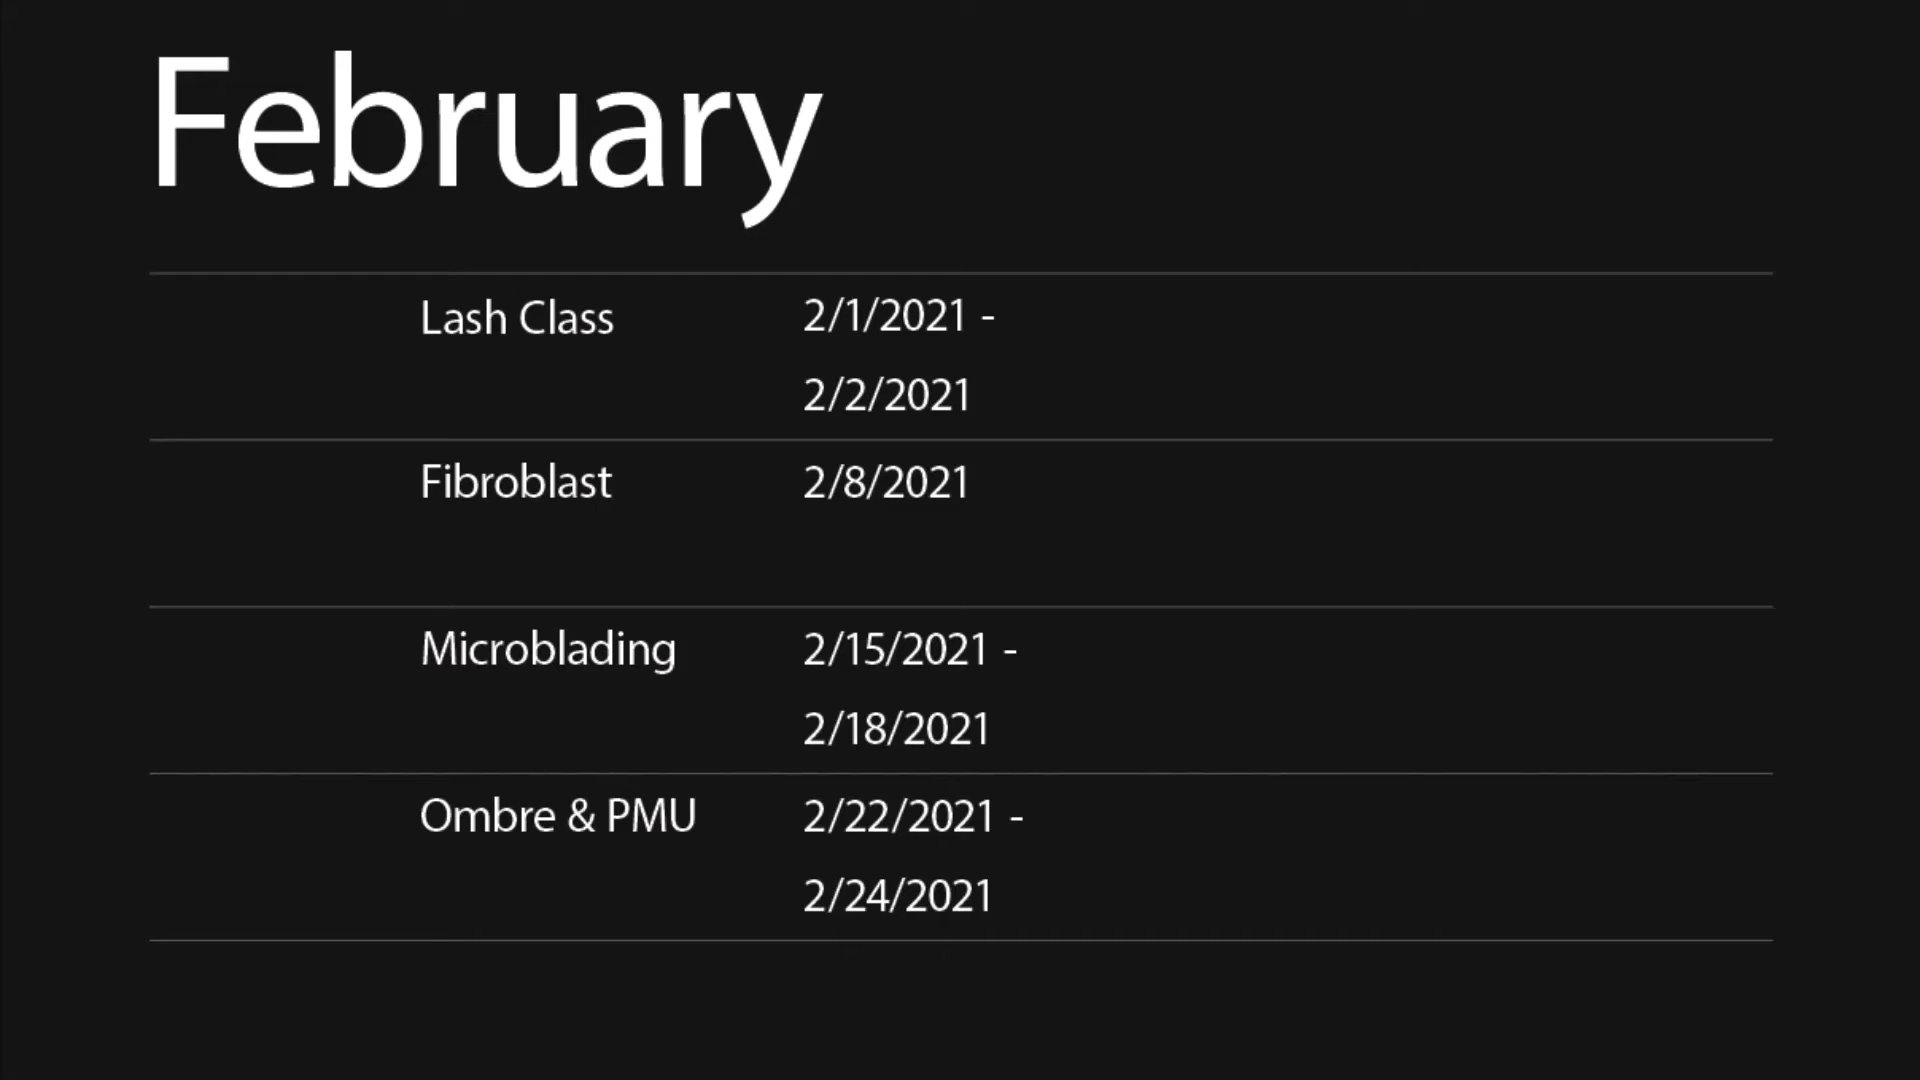 February
Lash Class 2/1/2021 -
2/2/2021
Fibroblast 2/8/2021
Microblading 2/15/2021 -
2/18/2021
Ombre & PMU 2/22/2021 -
2/24/2021